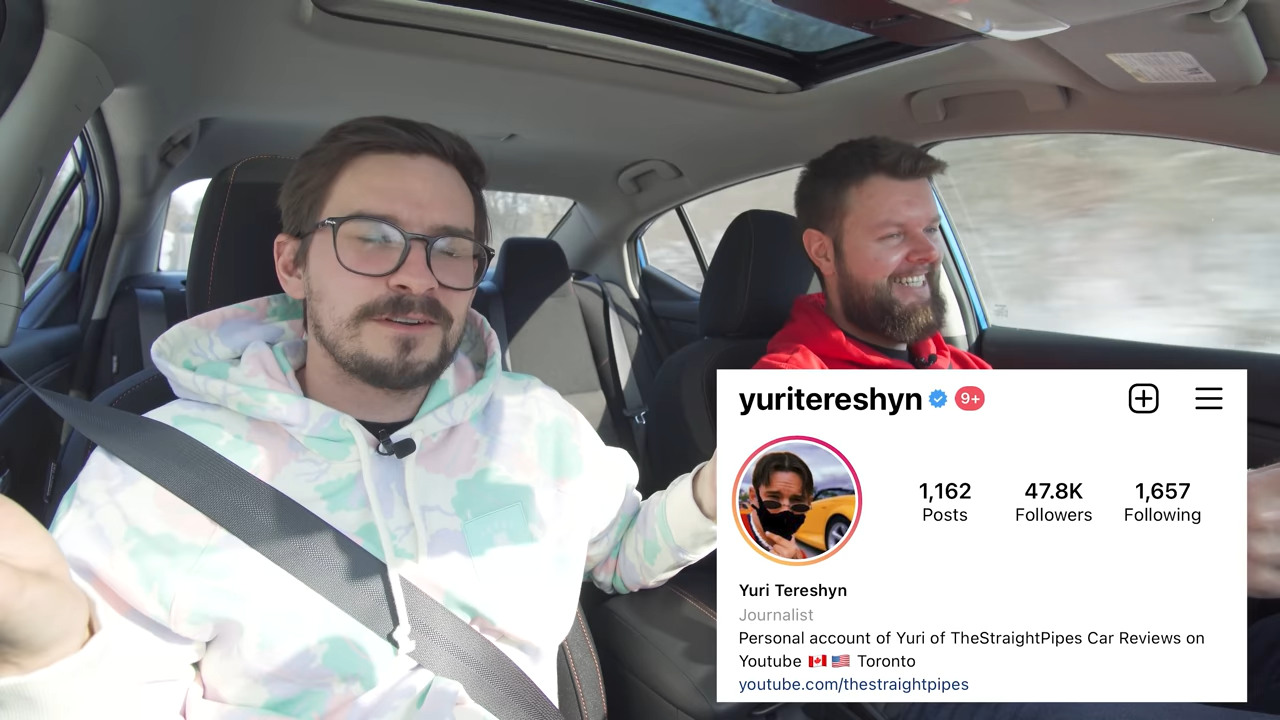 yuritereshyn 9+
1,162 47.8K 1,657
Posts Followers Following
Yuri Tereshyn
Journalist
Personal account of Yuri of TheStraightPipes Car Reviews on
Youtube 🇨🇦 🇺🇸 Toronto
youtube.com/thestraightpipes